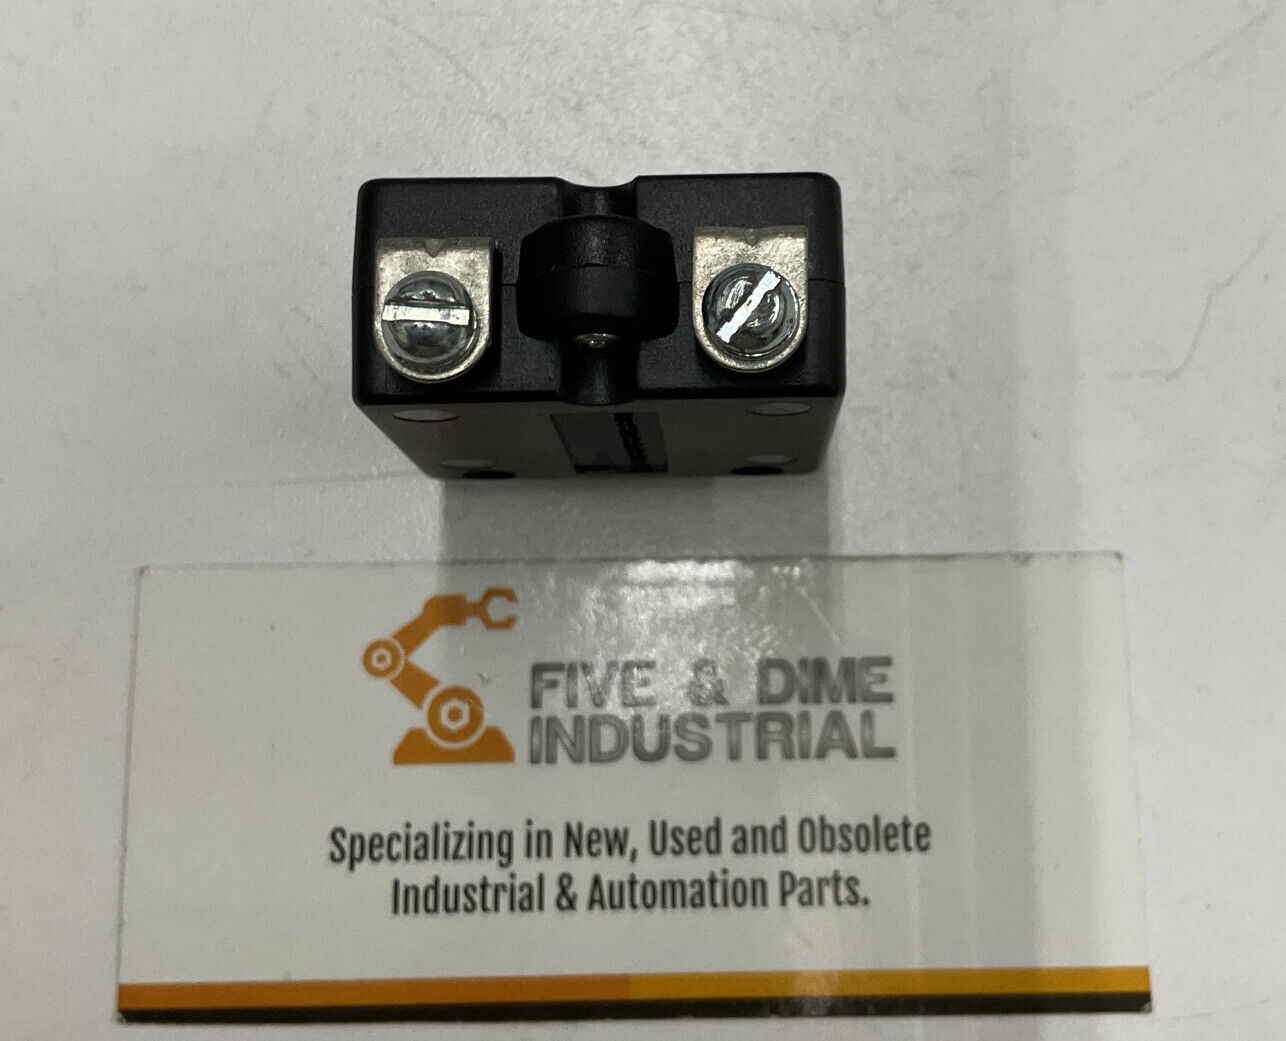 FIVE & DIME
INDUSTRIAL
Specializing in New, Used and Obsolete
Industrial & Automation Parts.